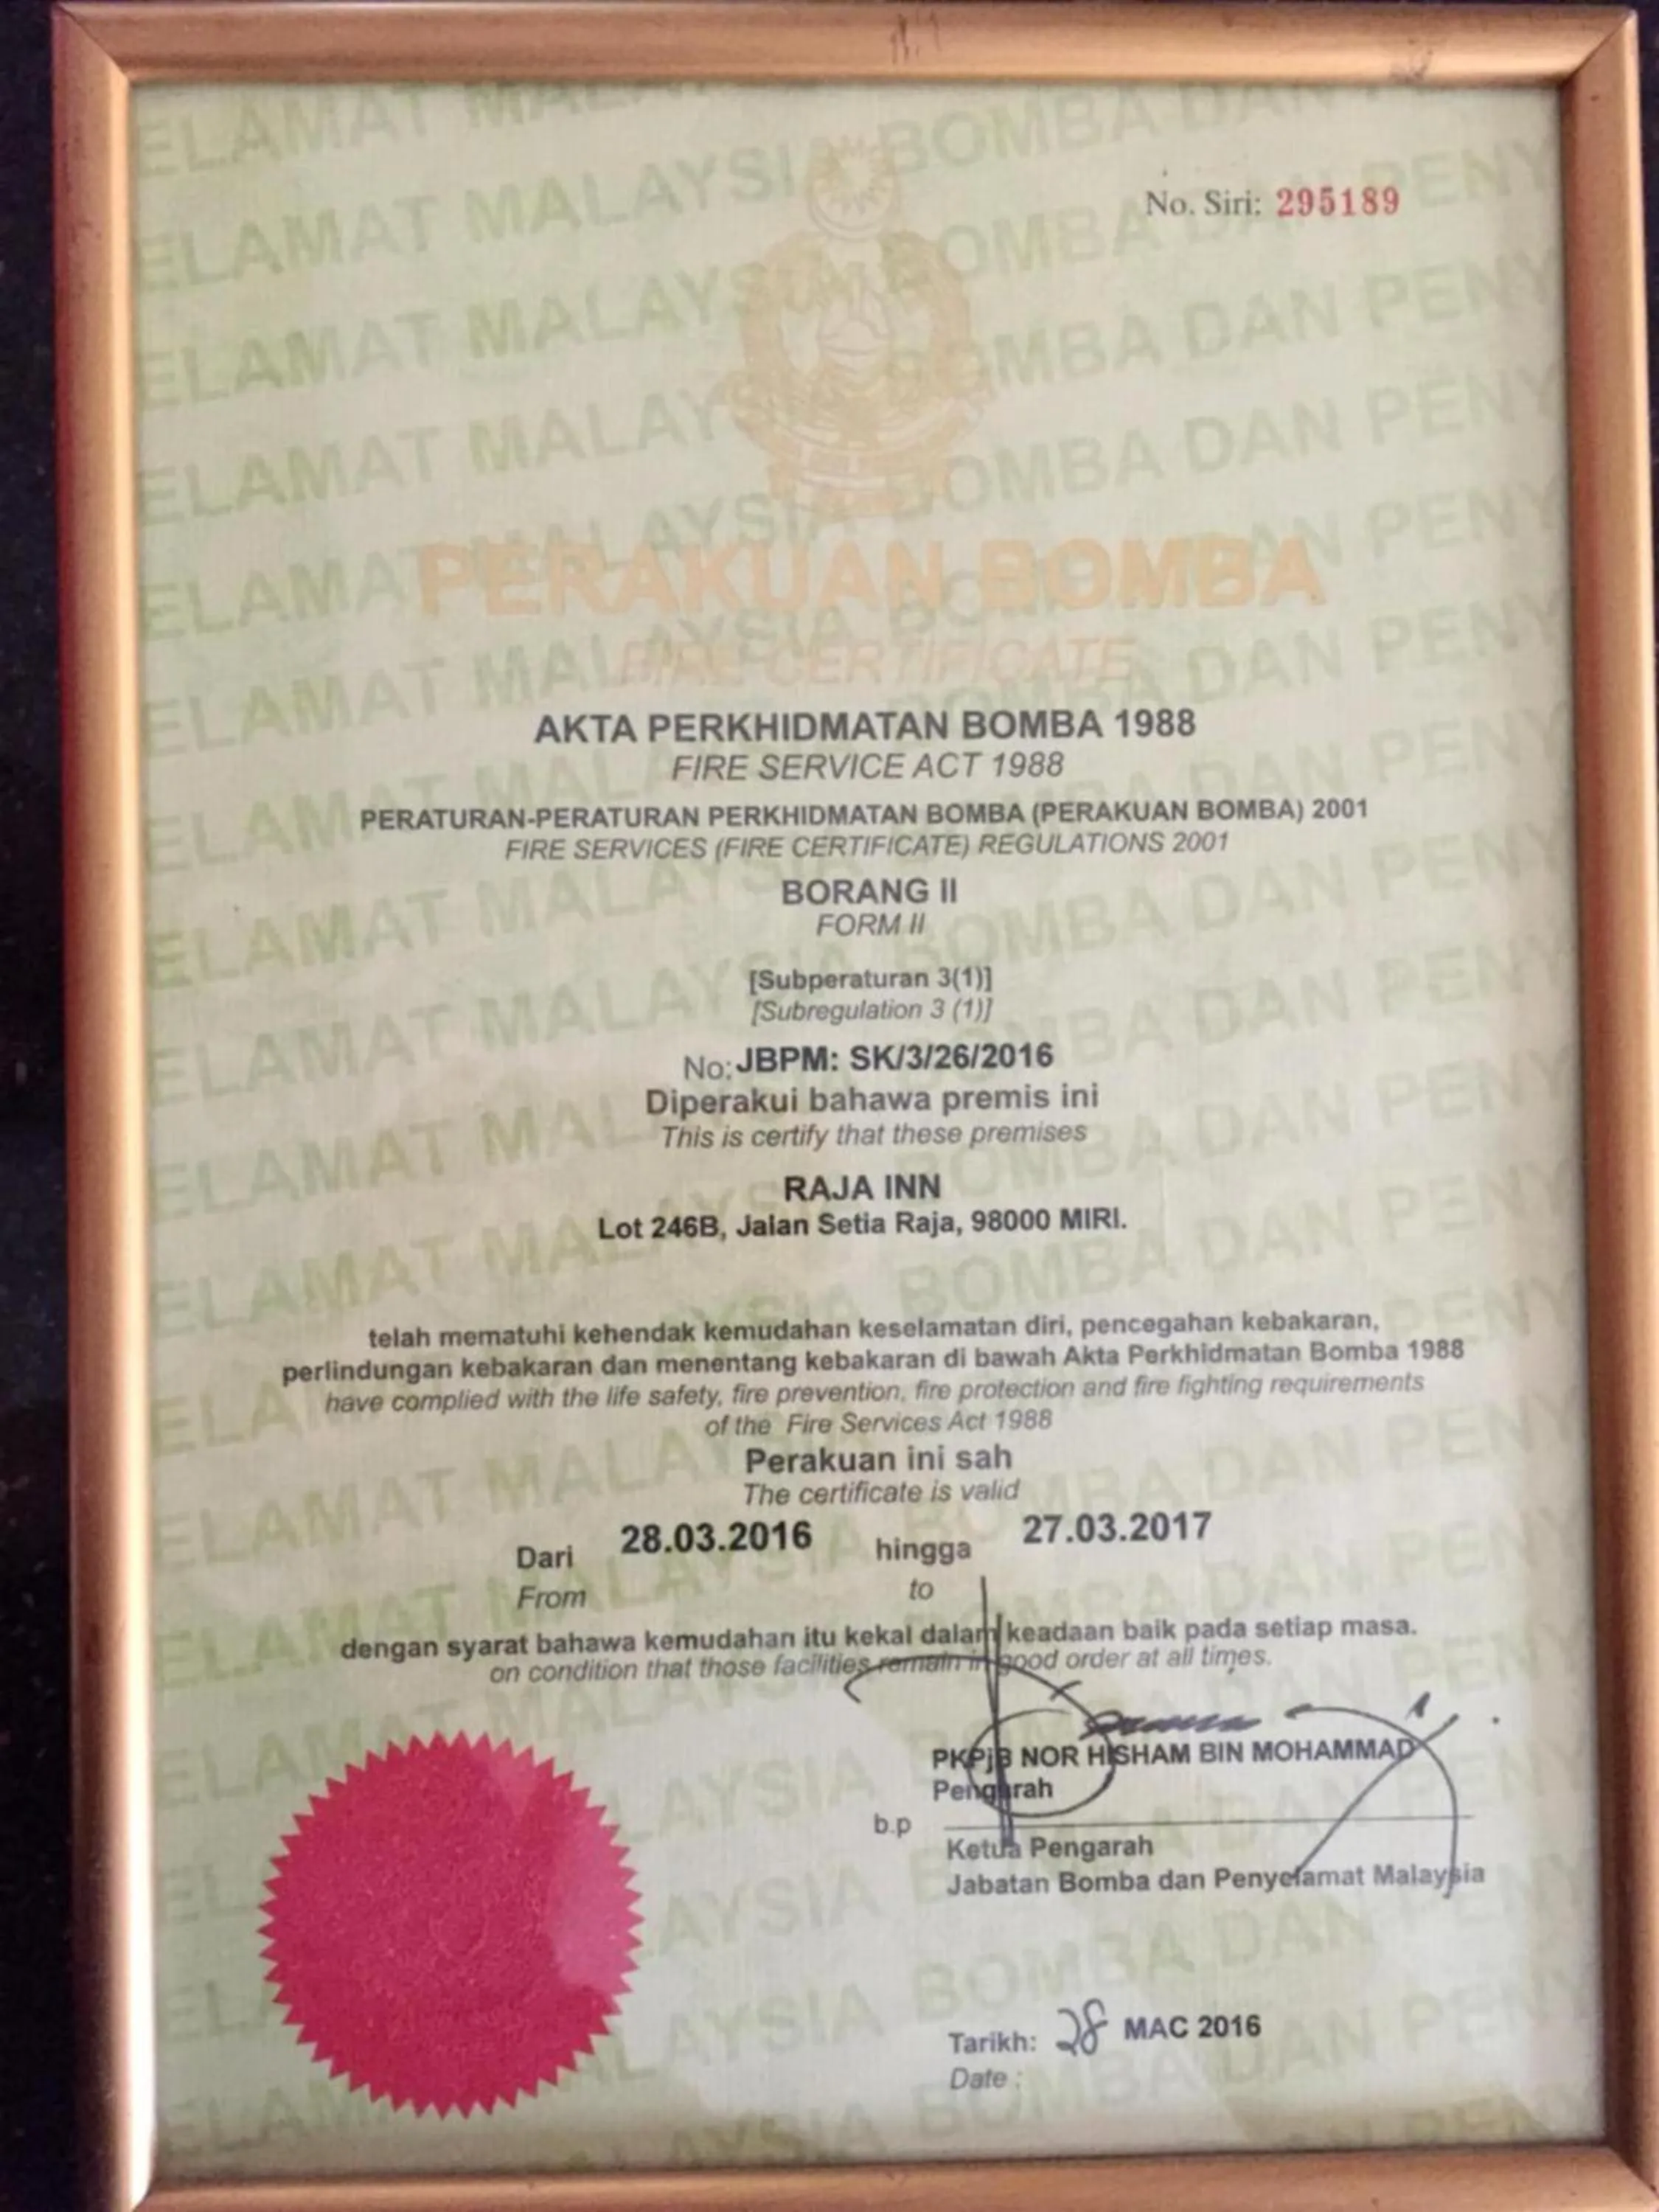 No. Siri: 295189
PERAKUAN BOMBA
FIRE CERTIFICATE
AKTA PERKHIDMATAN BOMBA 1988
FIRE SERVICE ACT 1988
PERATURAN-PERATURAN PERKHIDMATAN BOMBA (PERAKUAN BOMBA) 2001
FIRE SERVICES (FIRE CERTIFICATE) REGULATIONS 2001
BORANG II
FORM II
[Subperaturan 3(1)]
[Subregulation 3 (1)]
No: JBPM: SK/3/26/2016
Diperakui bahawa premis ini
This is certify that these premises
RAJA INN
Lot 246B, Jalan Setia Raja, 98000 MIRI.
telah mematuhi kehendak kemudahan keselamatan diri, pencegahan kebakaran,
perlindungan kebakaran dan menentang kebakaran di bawah Akta Perkhidmatan Bomba 1988
have complied with the life safety, fire prevention, fire protection and fire fighting requirements
of the Fire Services Act 1988
Perakuan ini sah
The certificate is valid
Dari 28.03.2016 hingga 27.03.2017
From to
dengan syarat bahawa kemudahan itu kekal dalam keadaan baik pada setiap masa.
on condition that those facilities remain in good order at all times.
PKPjB NOR HISHAM BIN MOHAMMAD
Pengarah
b.p
Ketua Pengarah
Jabatan Bomba dan Penyelamat Malaysia
Tarikh: 28 MAC 2016
Date :